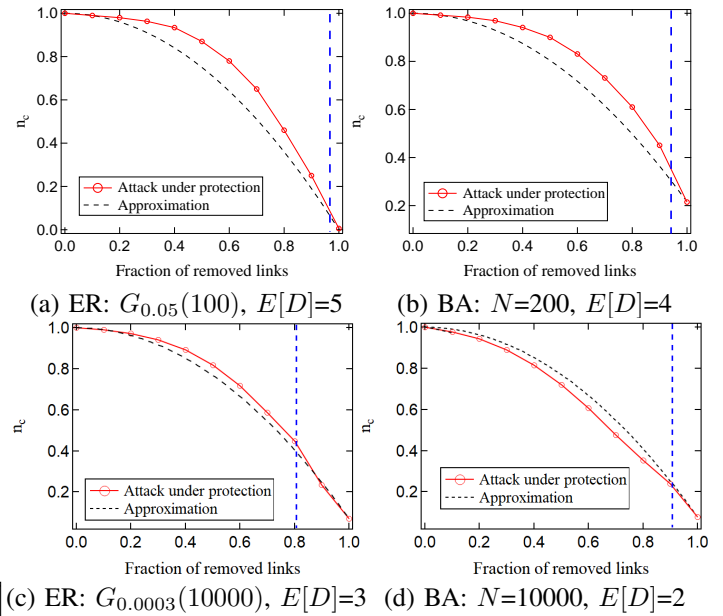 1.0
0.8
0.6
0.4
0.2
0.0
n_c
Attack under protection
Approximation
0.0 0.2 0.4 0.6 0.8 1.0
Fraction of removed links
(a) ER: G_{0.05}(100), E[D]=5
1.0
0.8
0.6
0.4
0.2
n_c
Attack under protection
Approximation
0.0 0.2 0.4 0.6 0.8 1.0
Fraction of removed links
(b) BA: N=200, E[D]=4
1.0
0.8
0.6
0.4
0.2
n_c
Attack under protection
Approximation
0.0 0.2 0.4 0.6 0.8 1.0
Fraction of removed links
(c) ER: G_{0.0003}(10000), E[D]=3
1.0
0.8
0.6
0.4
0.2
n_c
Attack under protection
Approximation
0.0 0.2 0.4 0.6 0.8 1.0
Fraction of removed links
(d) BA: N=10000, E[D]=2